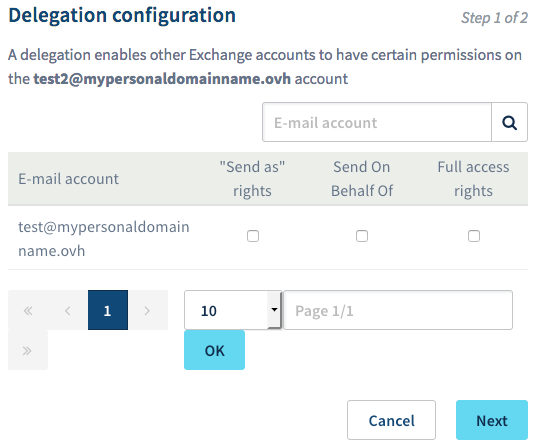 Delegation configuration
Step 1 of 2
A delegation enables other Exchange accounts to have certain permissions on
the test2@mypersonaldomainname.ovh account
E-mail account
E-mail account
"Send as"
rights
Send On
Behalf Of
Full access
rights
test@mypersonaldomain
name.ovh
«
‹
1
›
10
Page 1/1
»
OK
Cancel
Next